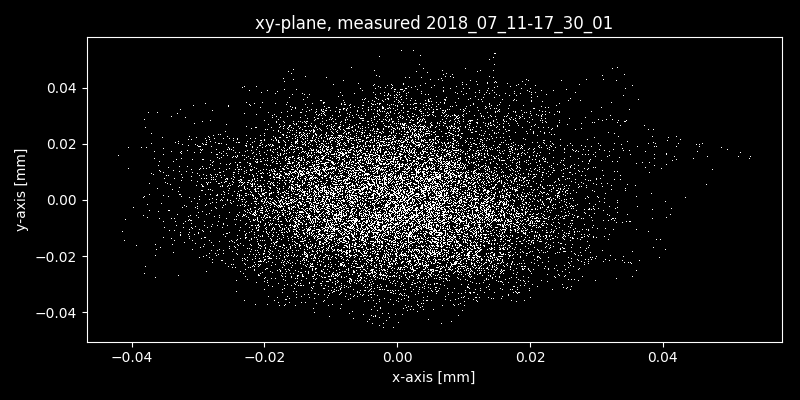 xy-plane, measured 2018_07_11-17_30_01
y-axis [mm]
0.04
0.02
0.00
−0.02
−0.04
−0.04 −0.02 0.00 0.02 0.04
x-axis [mm]